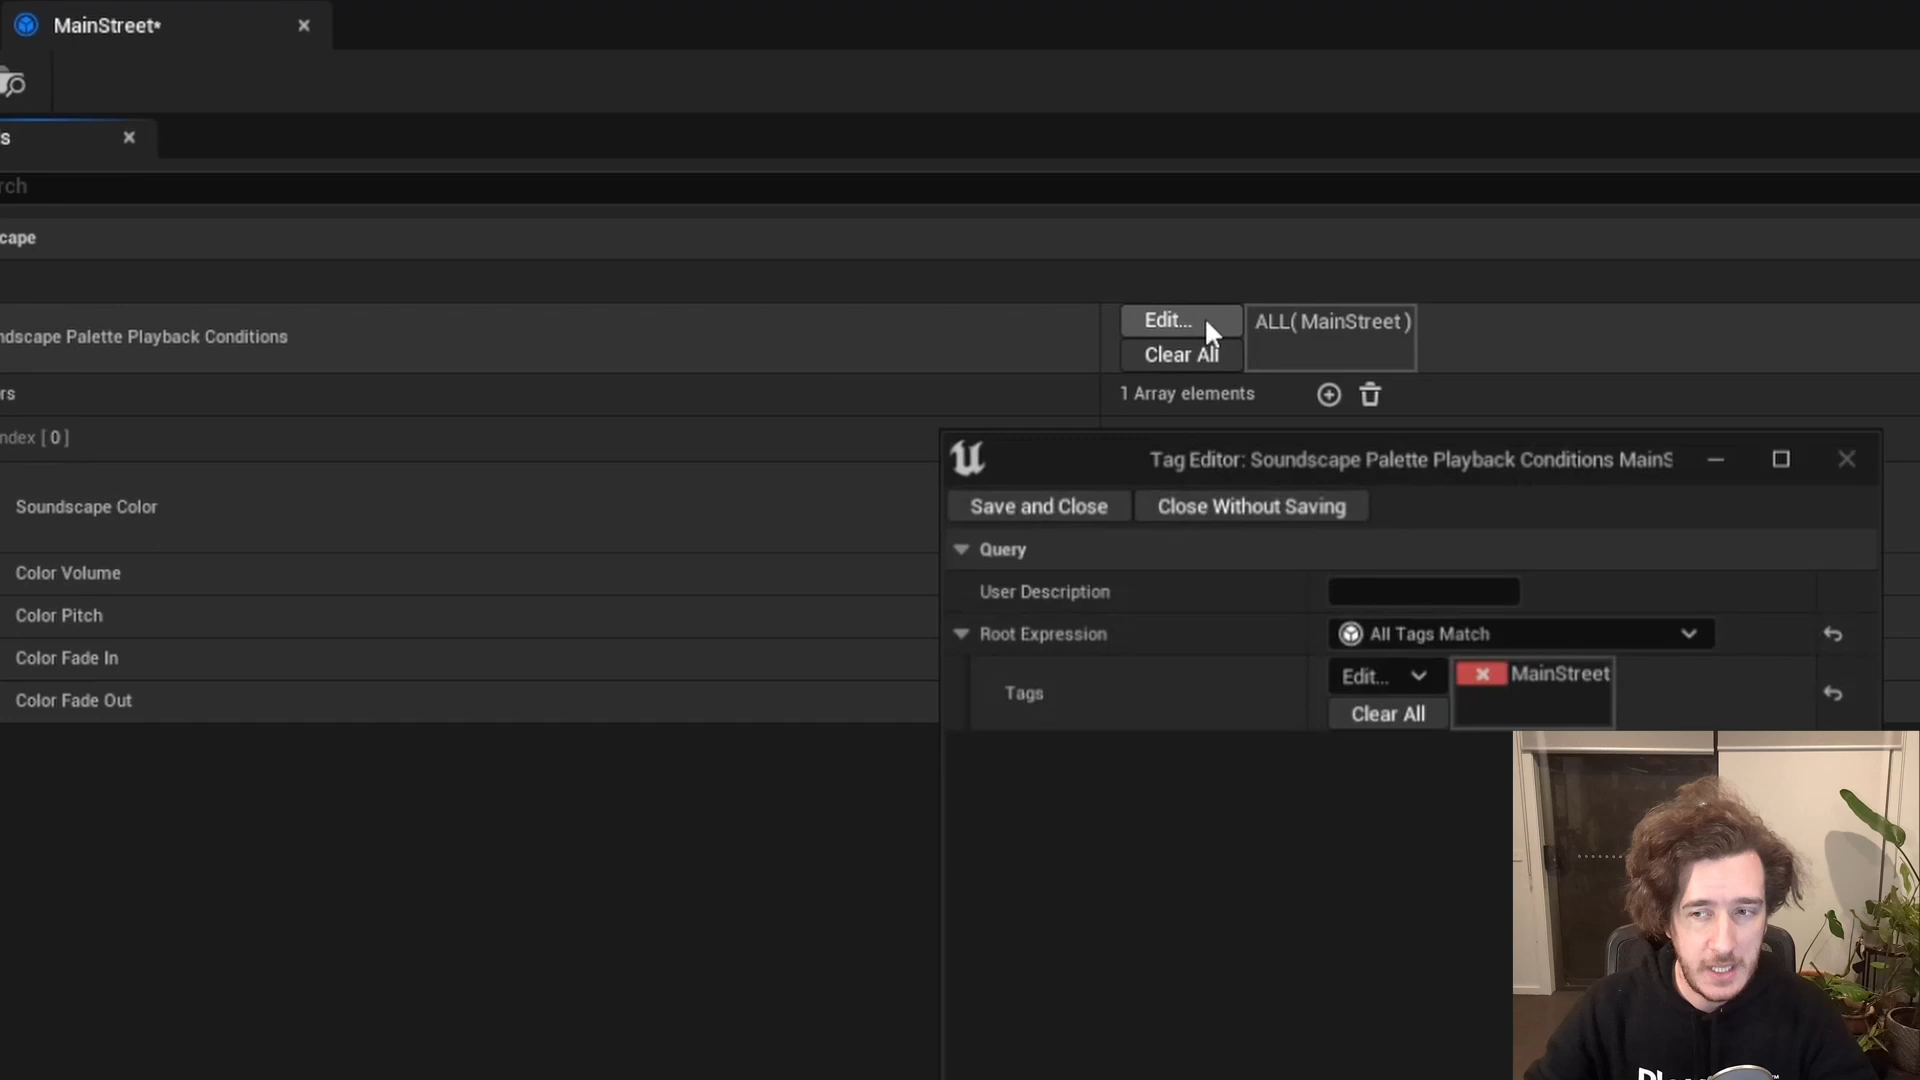 MainStreet*
s
rch
cape
ndscape Palette Playback Conditions
Edit...
Clear All
ALL( MainStreet )
rs
1 Array elements
ndex [ 0 ]
Soundscape Color
Color Volume
Color Pitch
Color Fade In
Color Fade Out
Tag Editor: Soundscape Palette Playback Conditions MainS
Save and Close
Close Without Saving
Query
User Description
Root Expression
All Tags Match
Tags
Edit...
MainStreet
Clear All